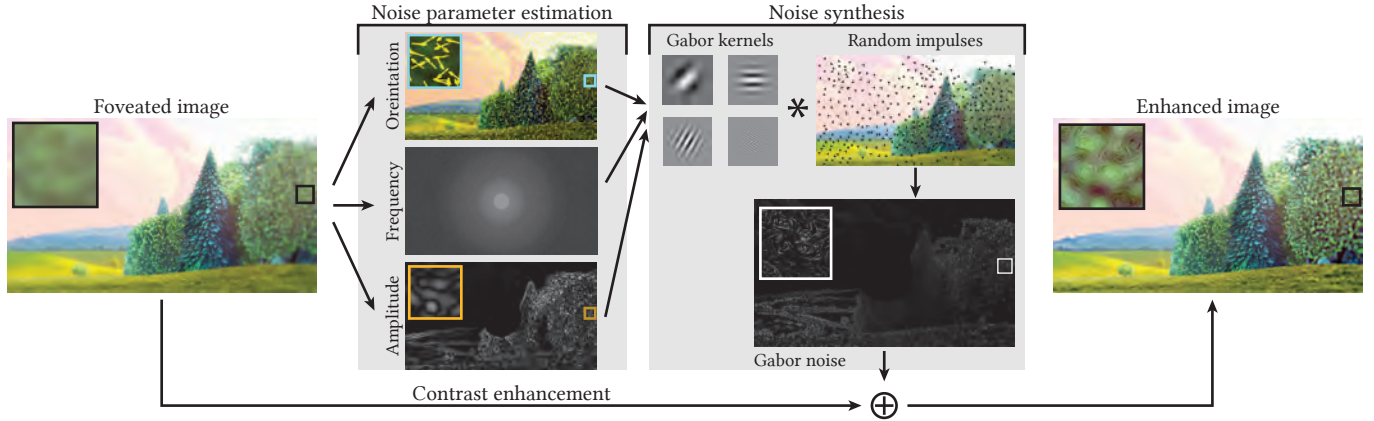 Noise parameter estimation
Noise synthesis
Foveated image
Oreintation
Frequency
Amplitude
Gabor kernels
Random impulses
*
Gabor noise
Enhanced image
Contrast enhancement